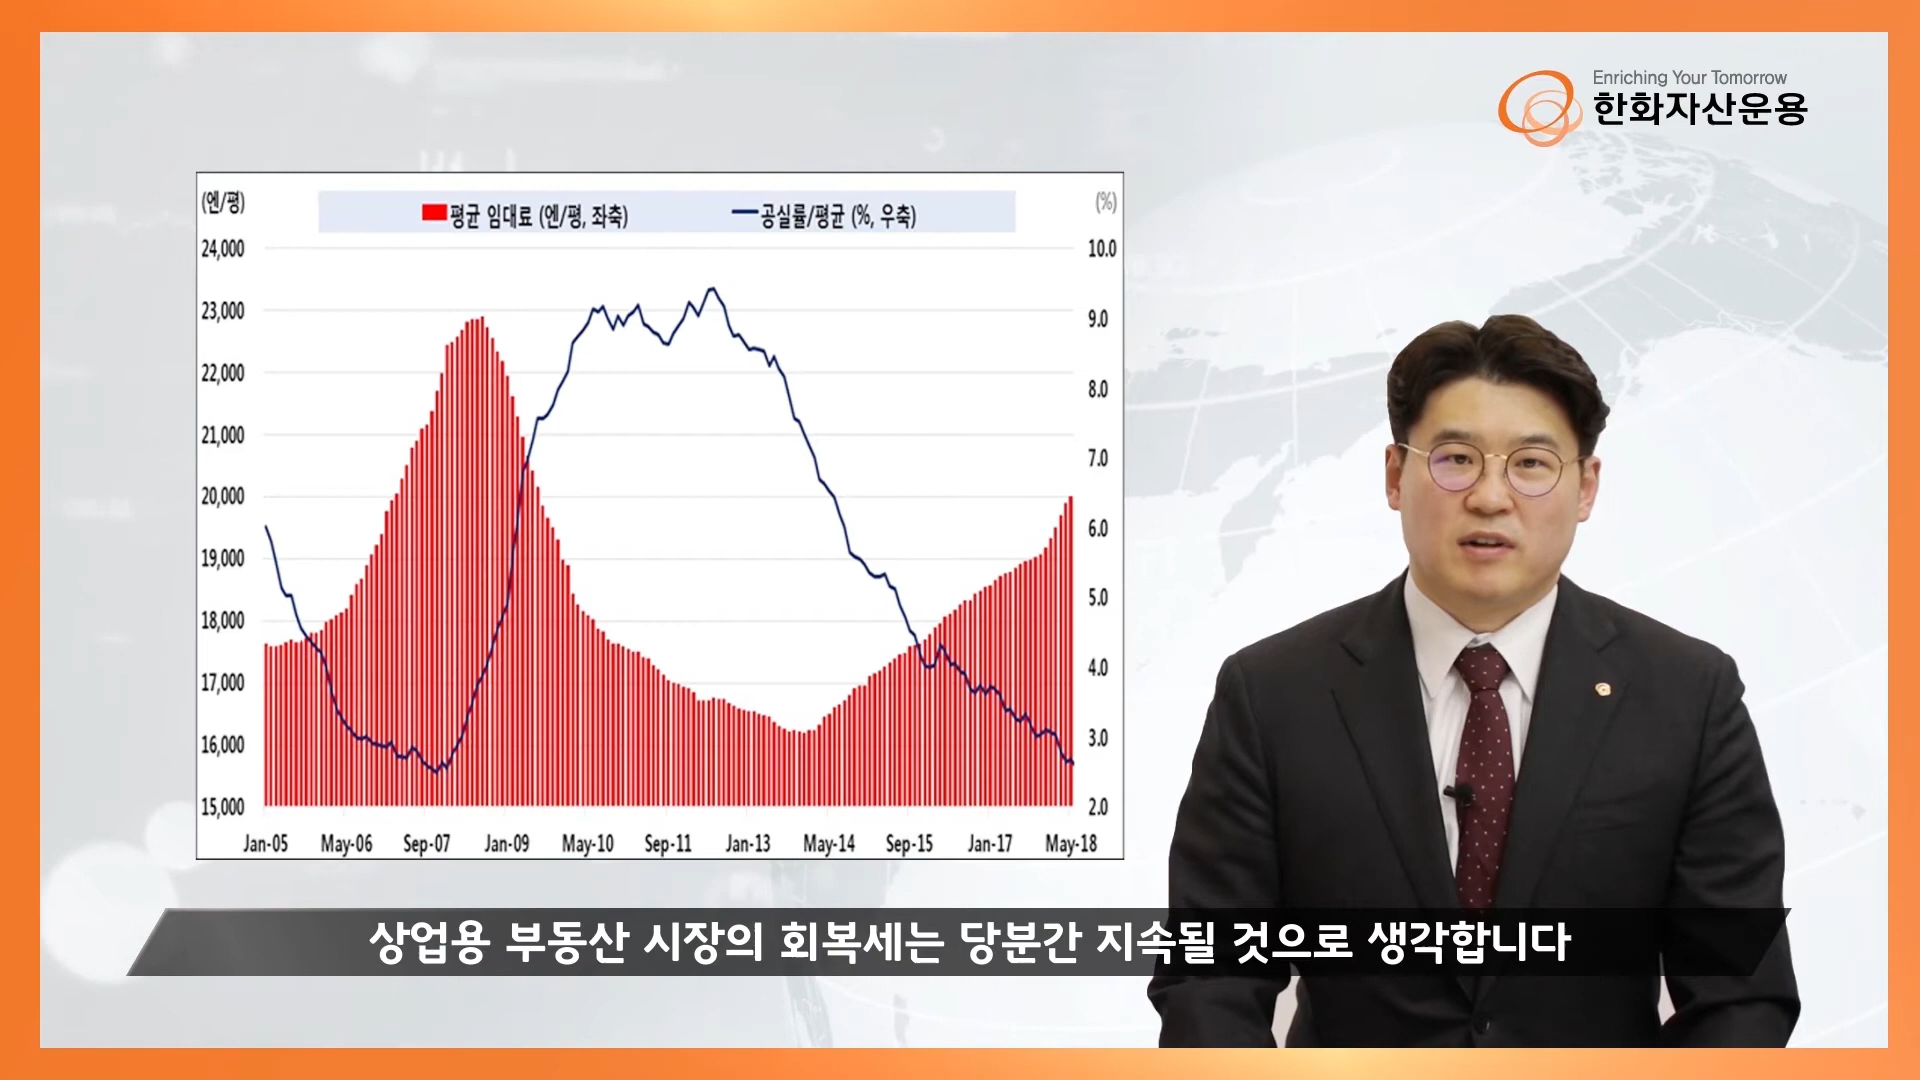 Enriching Your Tomorrow
한화자산운용
(엔/평)
(%)
평균 임대료 (엔/평, 좌축)
공실률/평균 (%, 우축)
24,000
23,000
22,000
21,000
20,000
19,000
18,000
17,000
16,000
15,000
10.0
9.0
8.0
7.0
6.0
5.0
4.0
3.0
2.0
Jan-05 May-06 Sep-07 Jan-09 May-10 Sep-11 Jan-13 May-14 Sep-15 Jan-17 May-18
상업용 부동산 시장의 회복세는 당분간 지속될 것으로 생각합니다